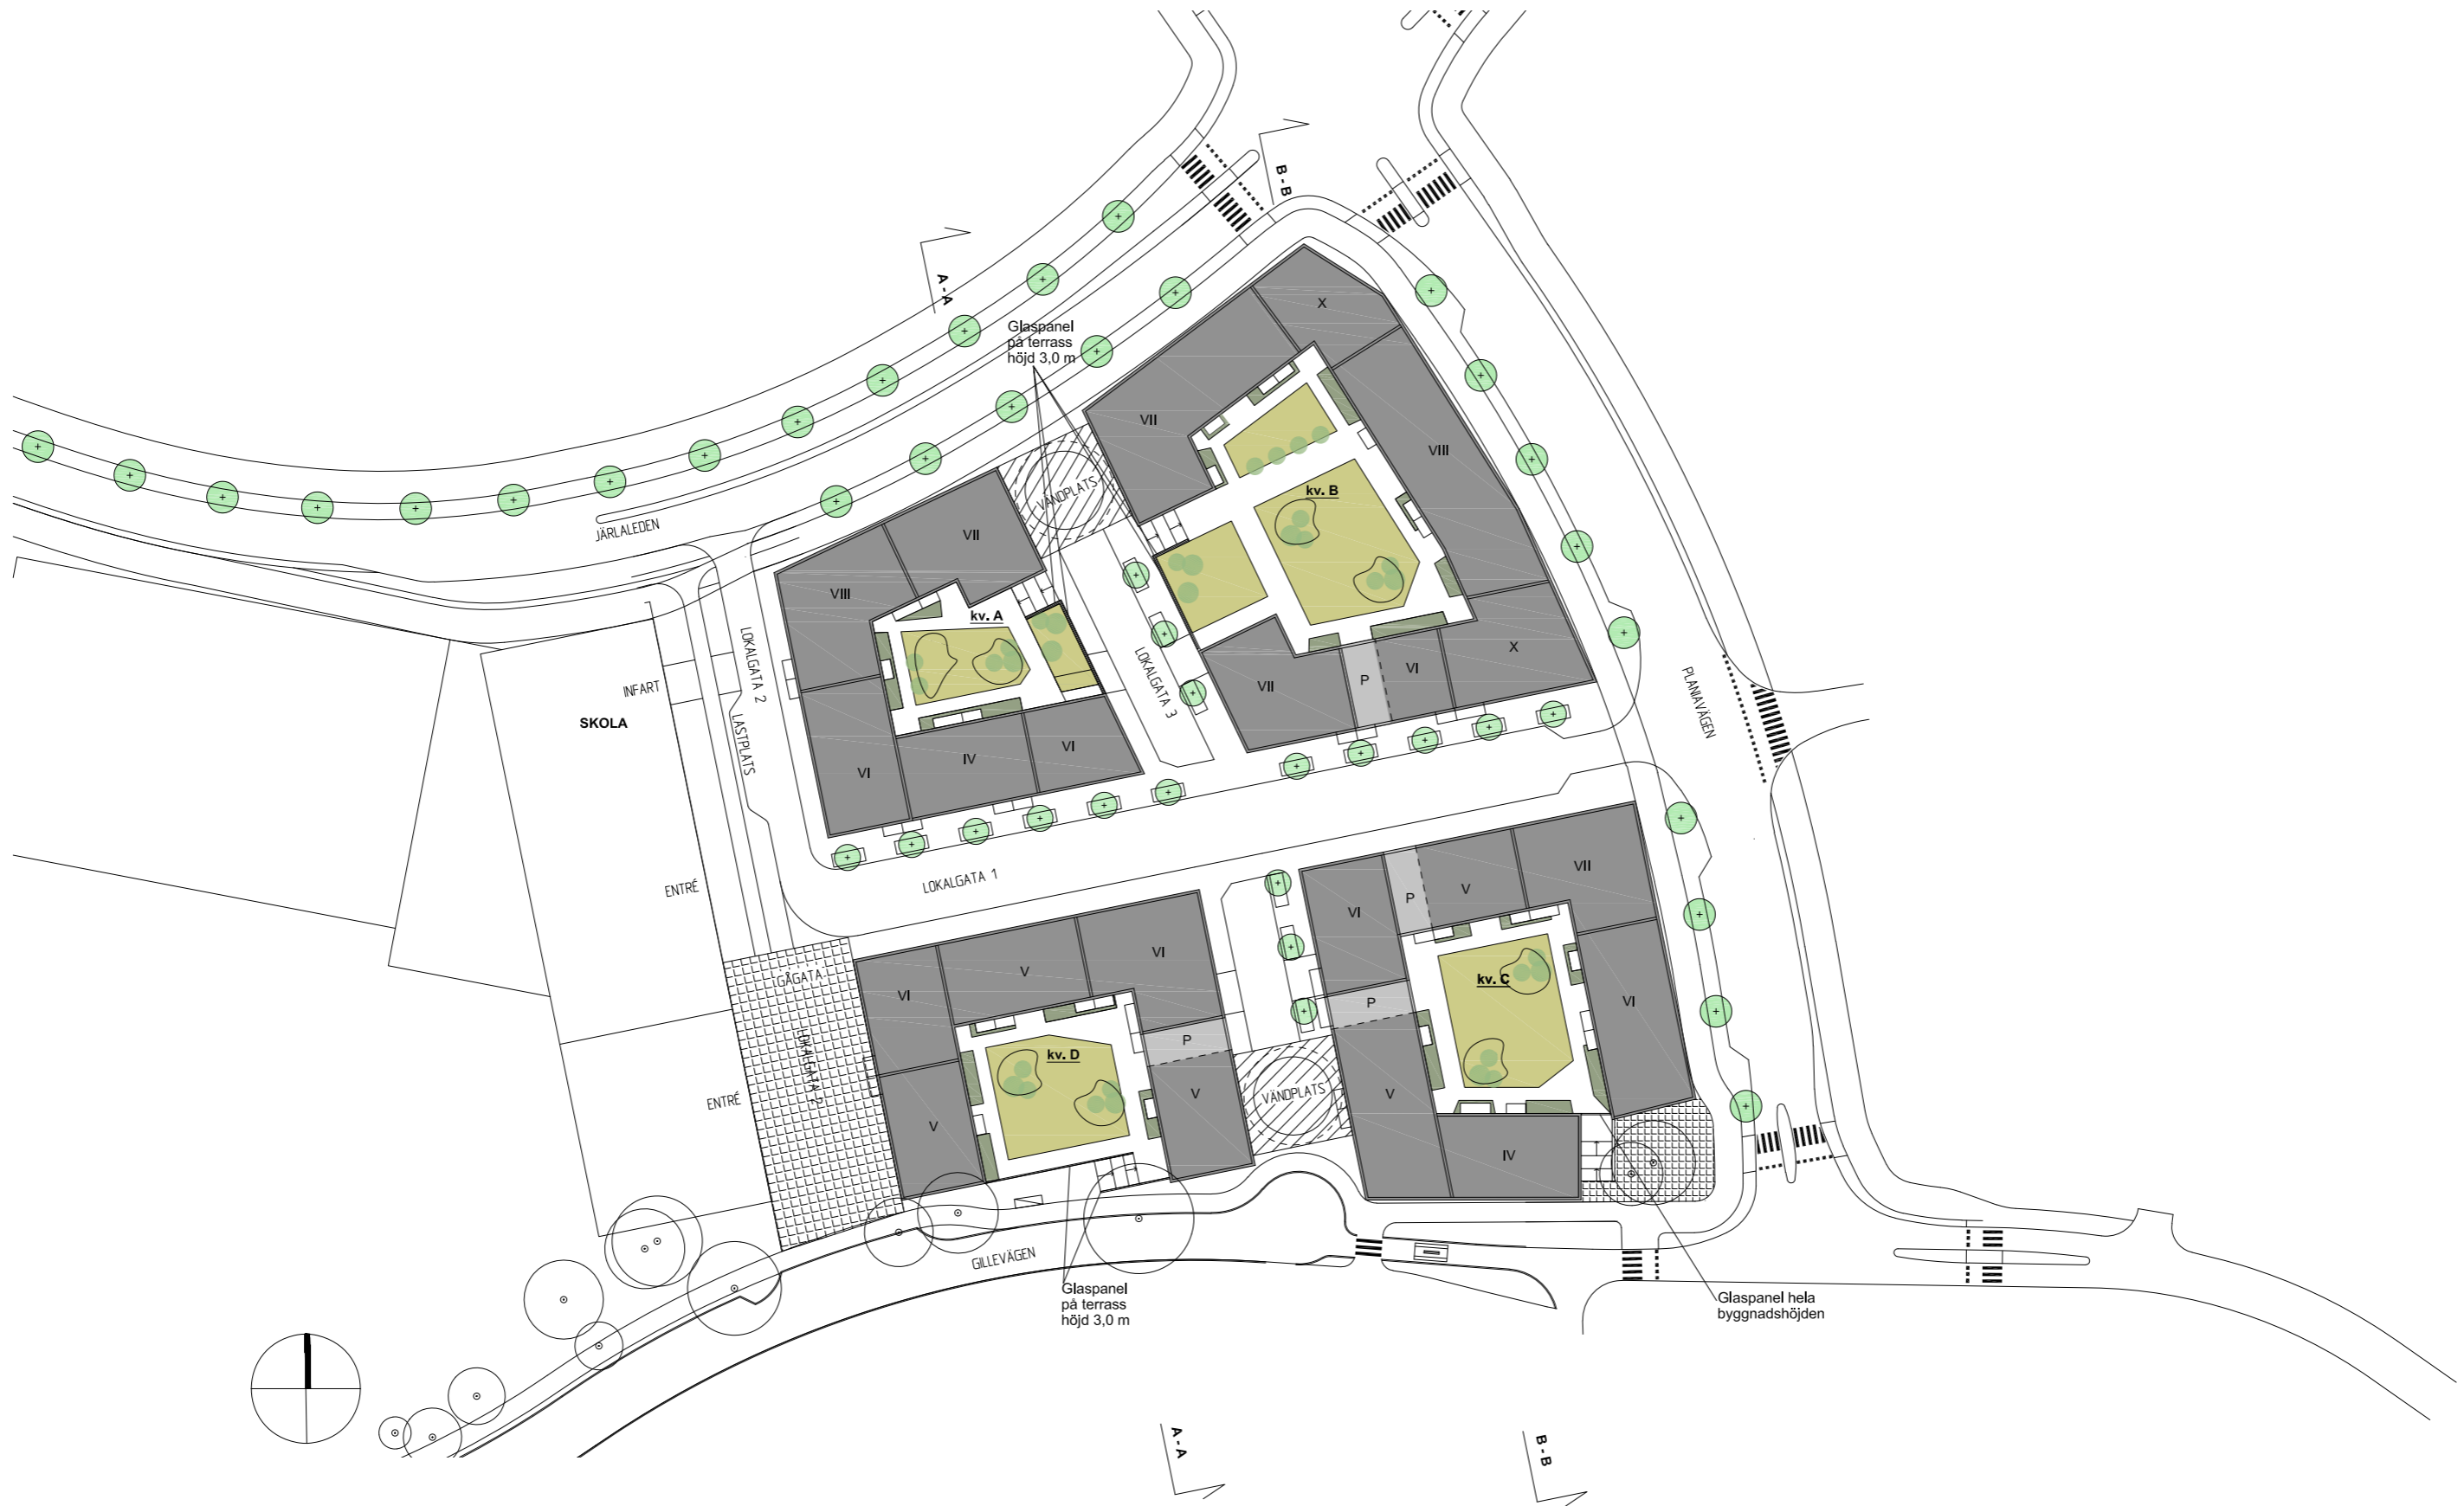 B - B
A - A
X
Glaspanel
på terrass
höjd 3,0 m
VII
VIII
kv. B
VÄNDPLATS
JÄRLALEDEN
VII
VIII
kv. A
LOKALGATA 2
LOKALGATA 3
INFART
SKOLA
LASTPLATS
VII
P
VI
X
PLANIAVÄGEN
VI
IV
VI
LOKALGATA 1
ENTRÉ
VI
P
V
VII
VI
V
VI
GÅGATA
LOKALGATA 2
kv. C
P
VI
kv. D
P
V
VÄNDPLATS
V
ENTRÉ
V
IV
GILLEVÄGEN
Glaspanel
på terrass
höjd 3,0 m
Glaspanel hela
byggnadshöjden
A - A
B - B